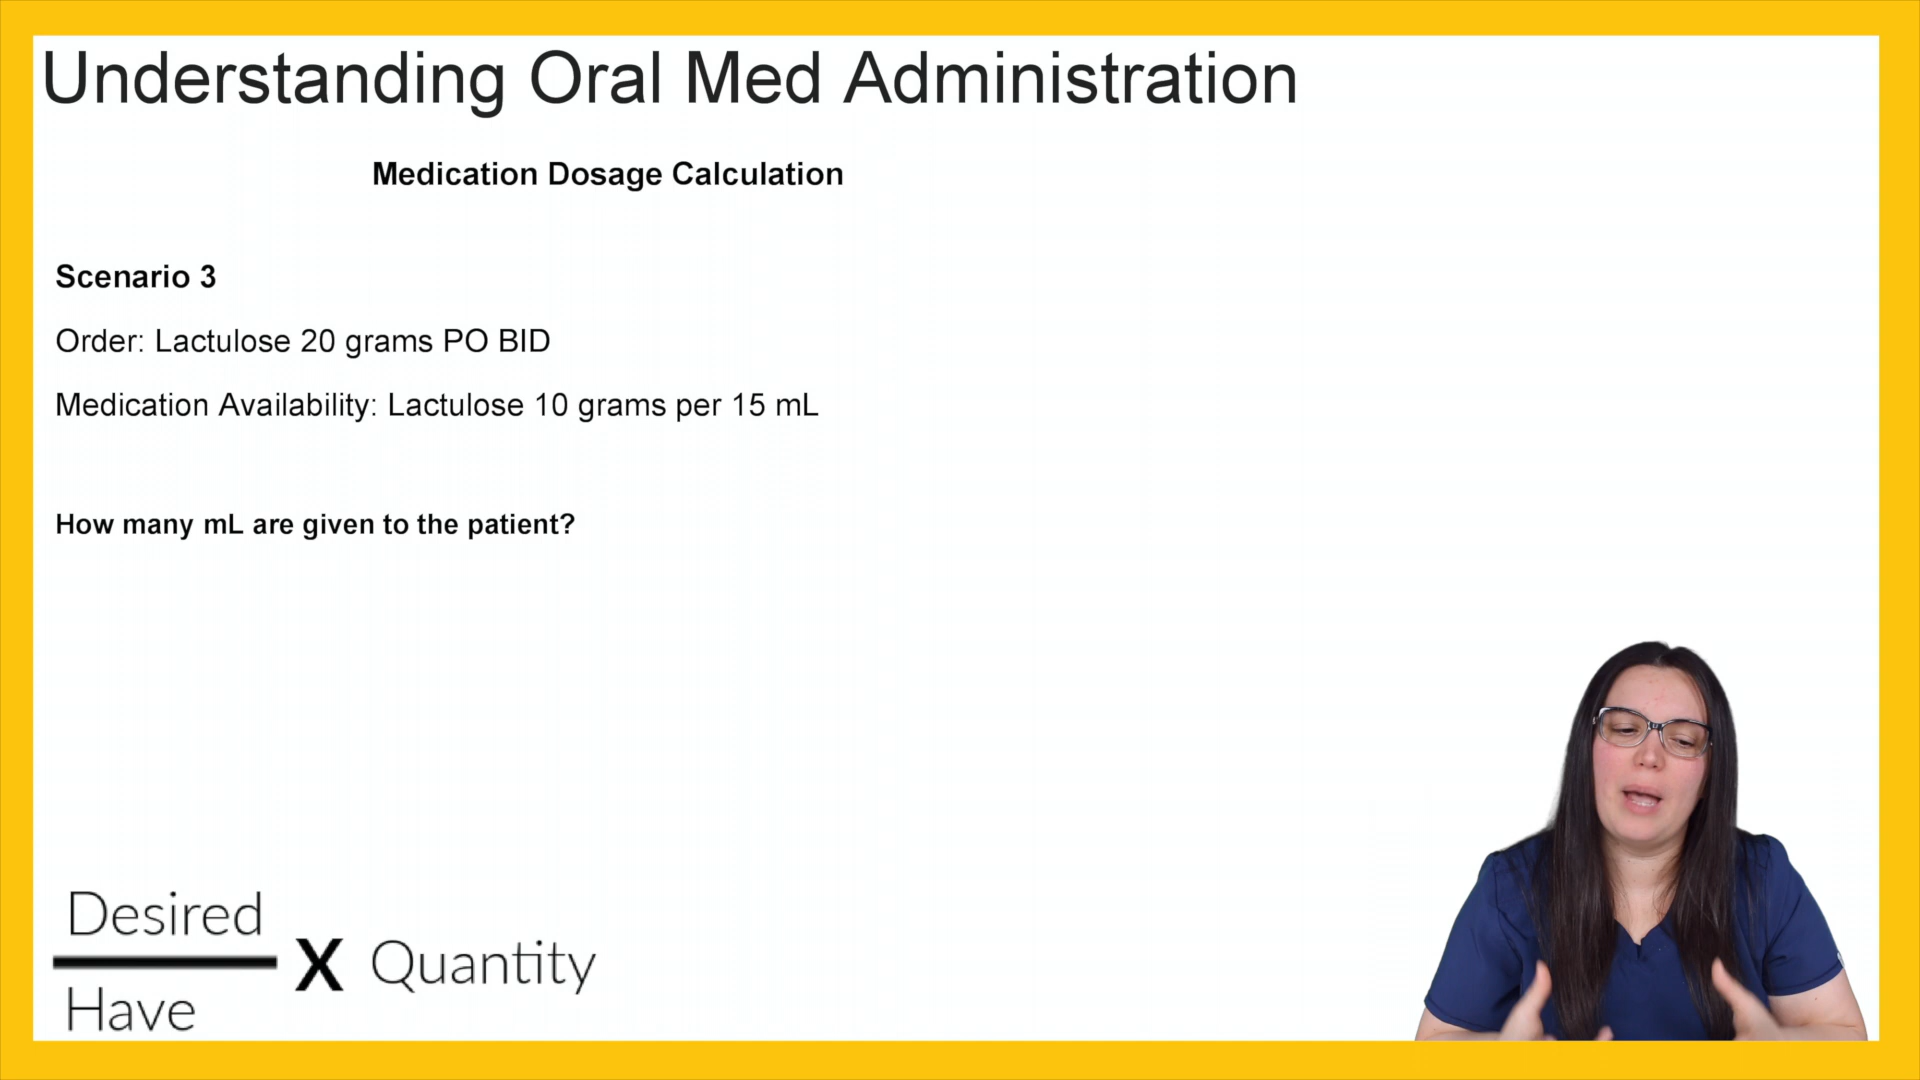 Understanding Oral Med Administration
Medication Dosage Calculation
Scenario 3
Order: Lactulose 20 grams PO BID
Medication Availability: Lactulose 10 grams per 15 mL
How many mL are given to the patient?
Desired
X Quantity
Have